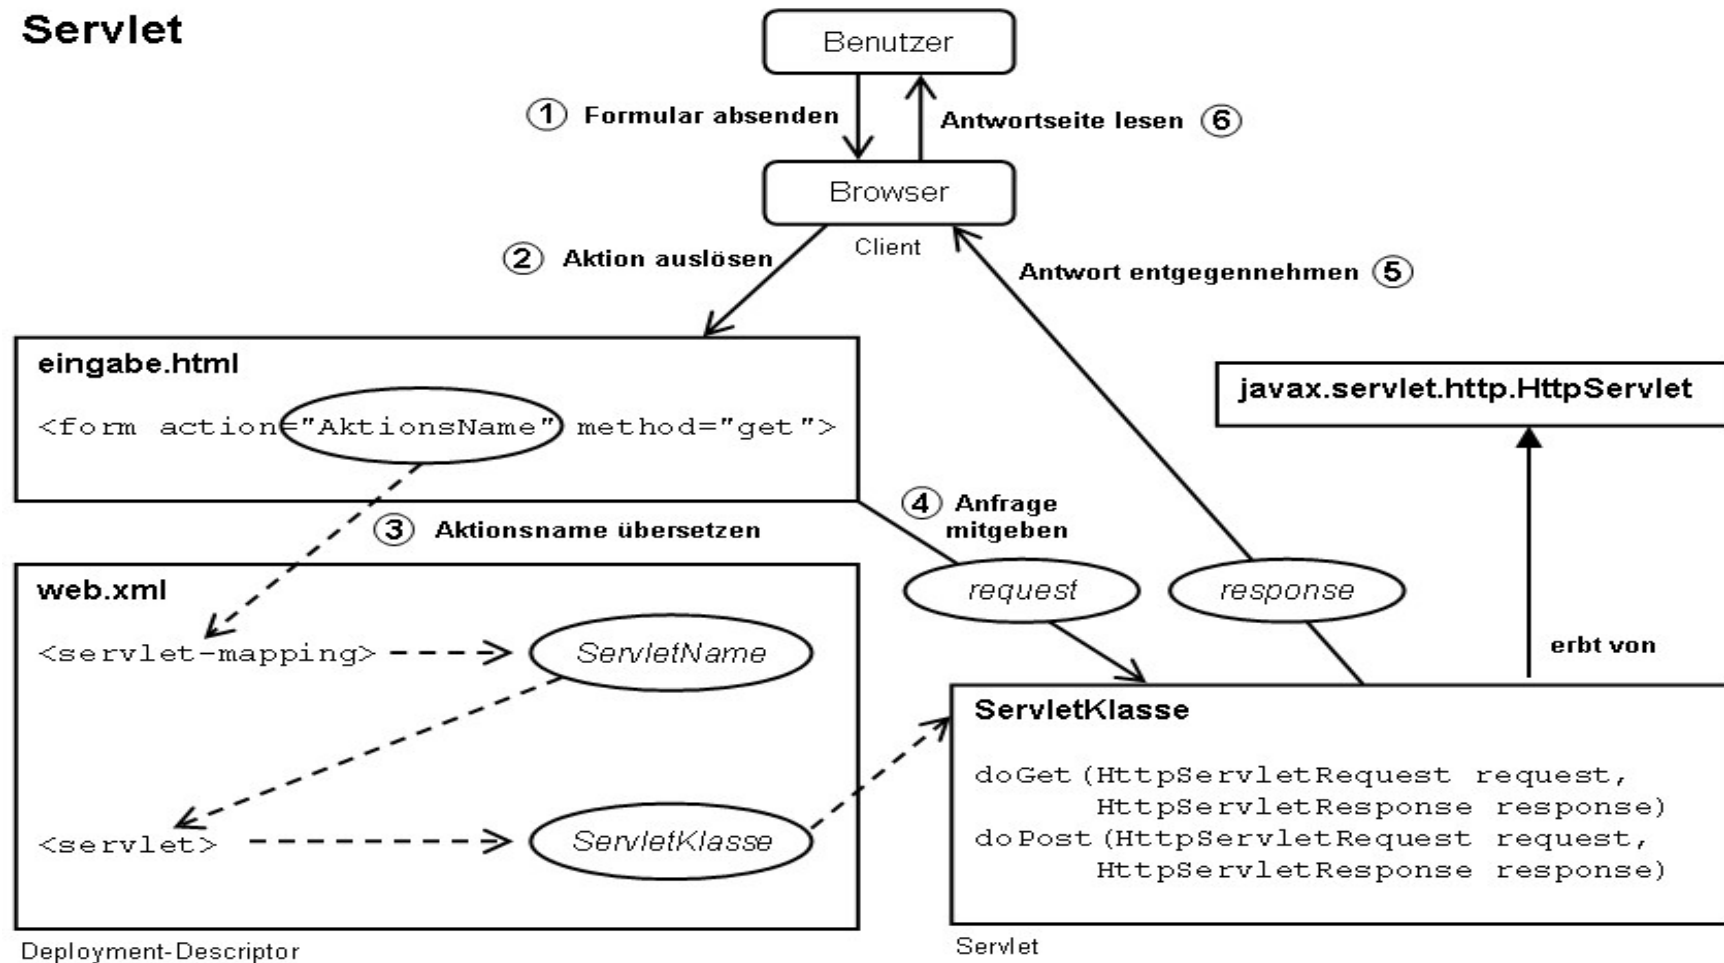 Servlet
Benutzer
① Formular absenden
Antwortseite lesen ⑥
Browser
Client
② Aktion auslösen
Antwort entgegennehmen ⑤
eingabe.html
<form action="AktionsName" method="get">
javax.servlet.http.HttpServlet
③ Aktionsname übersetzen
④ Anfrage
mitgeben
web.xml
<servlet-mapping>
ServletName
<servlet>
ServletKlasse
Deployment-Descriptor
request
response
erbt von
ServletKlasse
doGet(HttpServletRequest request,
HttpServletResponse response)
doPost(HttpServletRequest request,
HttpServletResponse response)
Servlet